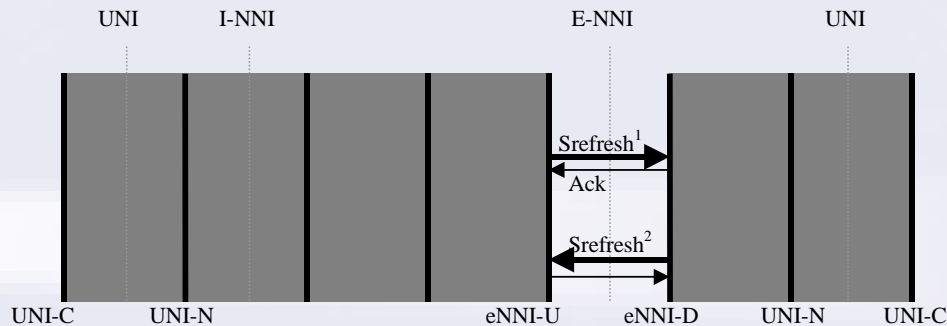 UNI I-NNI E-NNI UNI
Srefresh¹
Ack
Srefresh²
UNI-C UNI-N eNNI-U eNNI-D UNI-N UNI-C